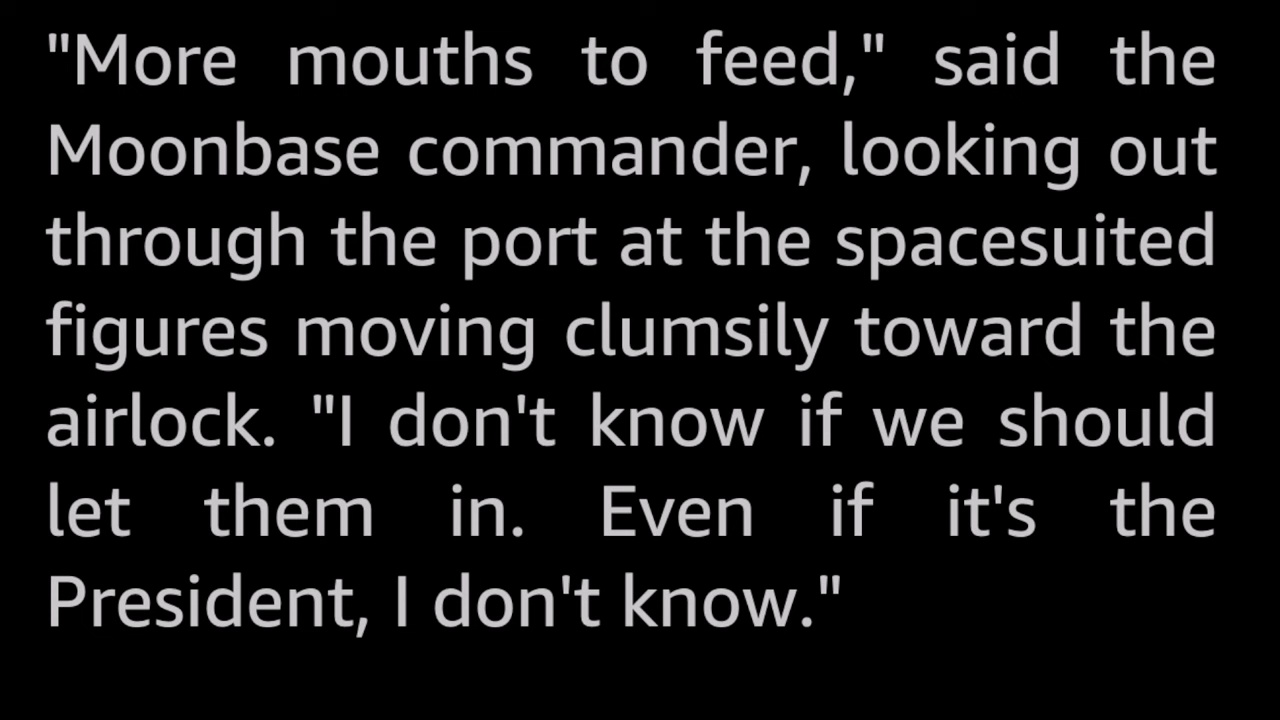 "More mouths to feed," said the
Moonbase commander, looking out
through the port at the spacesuited
figures moving clumsily toward the
airlock. "I don't know if we should
let them in. Even if it's the
President, I don't know."